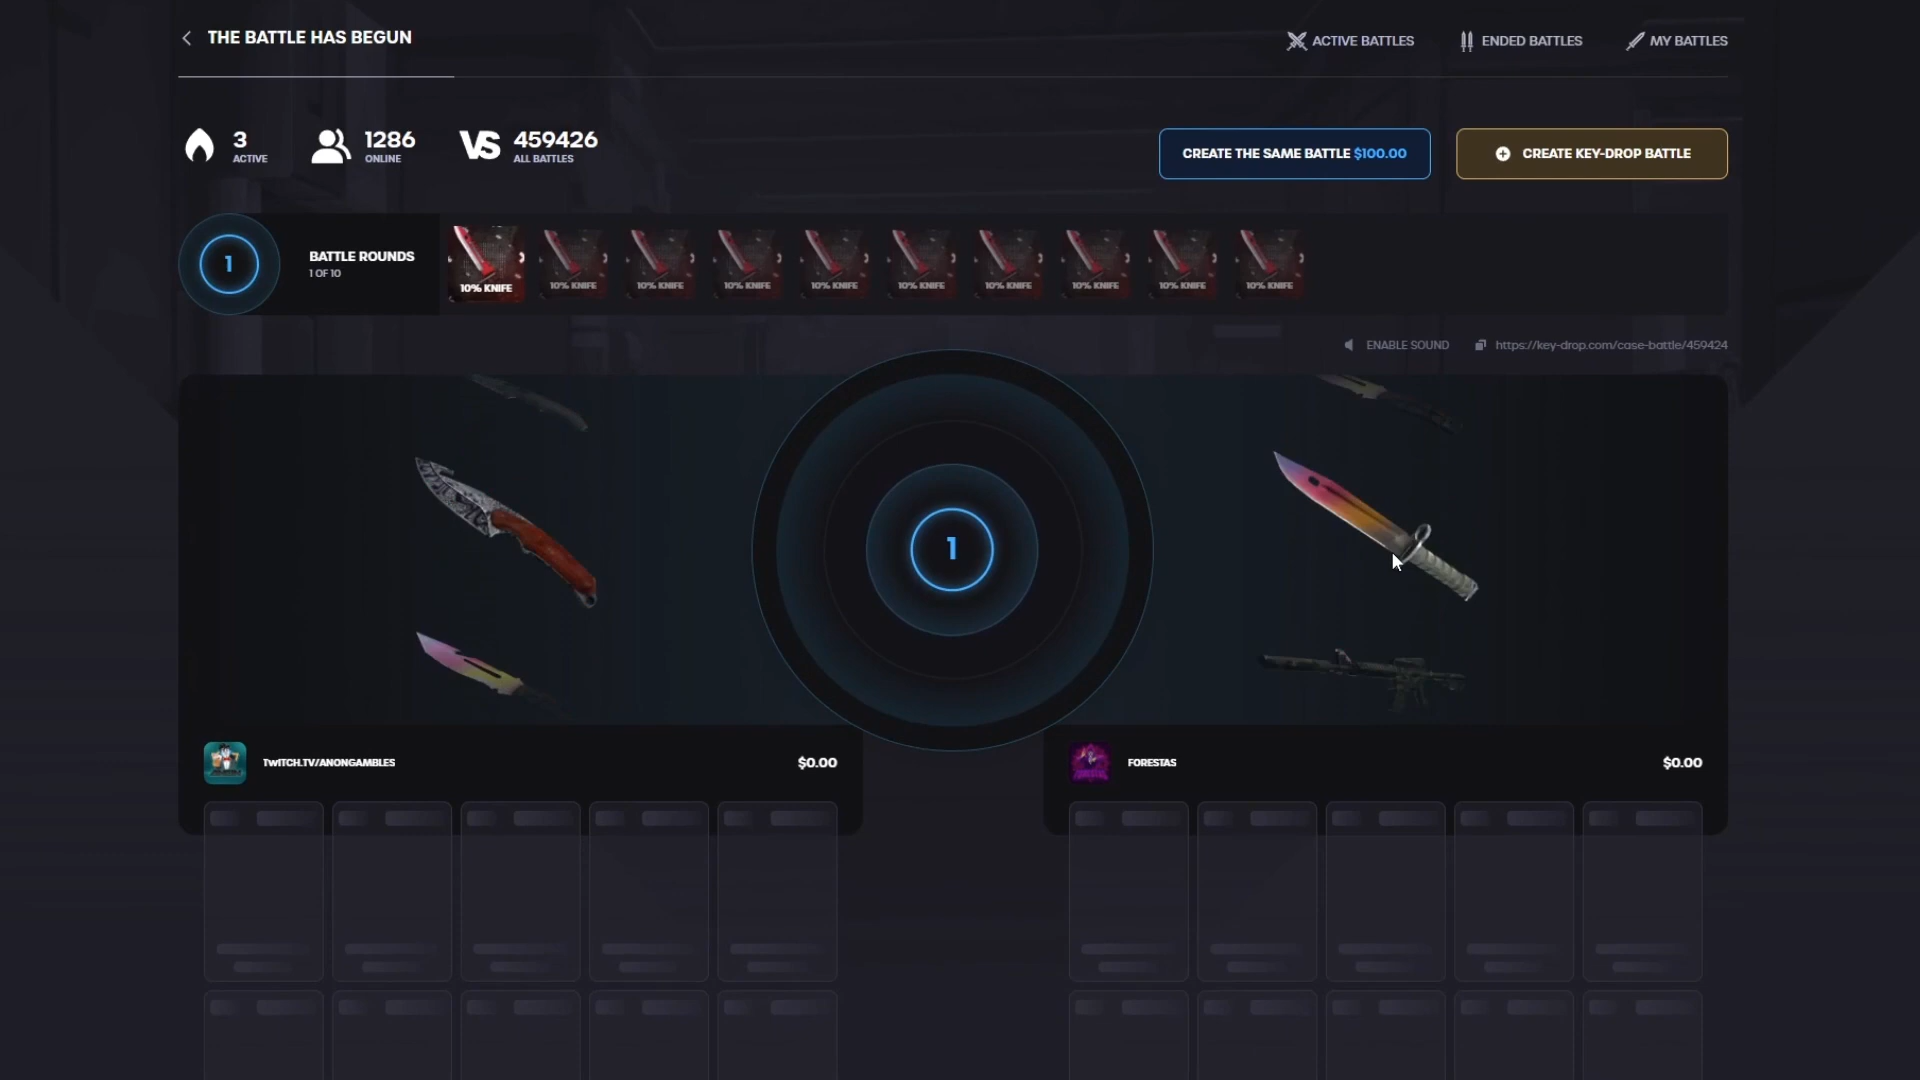 THE BATTLE HAS BEGUN
ACTIVE BATTLES
ENDED BATTLES
MY BATTLES
3
ACTIVE
1286
ONLINE
VS
459426
ALL BATTLES
CREATE THE SAME BATTLE $100.00
CREATE KEY-DROP BATTLE
1
BATTLE ROUNDS
1 OF 10
10% KNIFE
10% KNIFE
10% KNIFE
10% KNIFE
10% KNIFE
10% KNIFE
10% KNIFE
10% KNIFE
10% KNIFE
10% KNIFE
ENABLE SOUND
https://key-drop.com/case-battle/459424
1
TWITCH.TV/ANONGAMBLES
$0.00
FORESTAS
$0.00